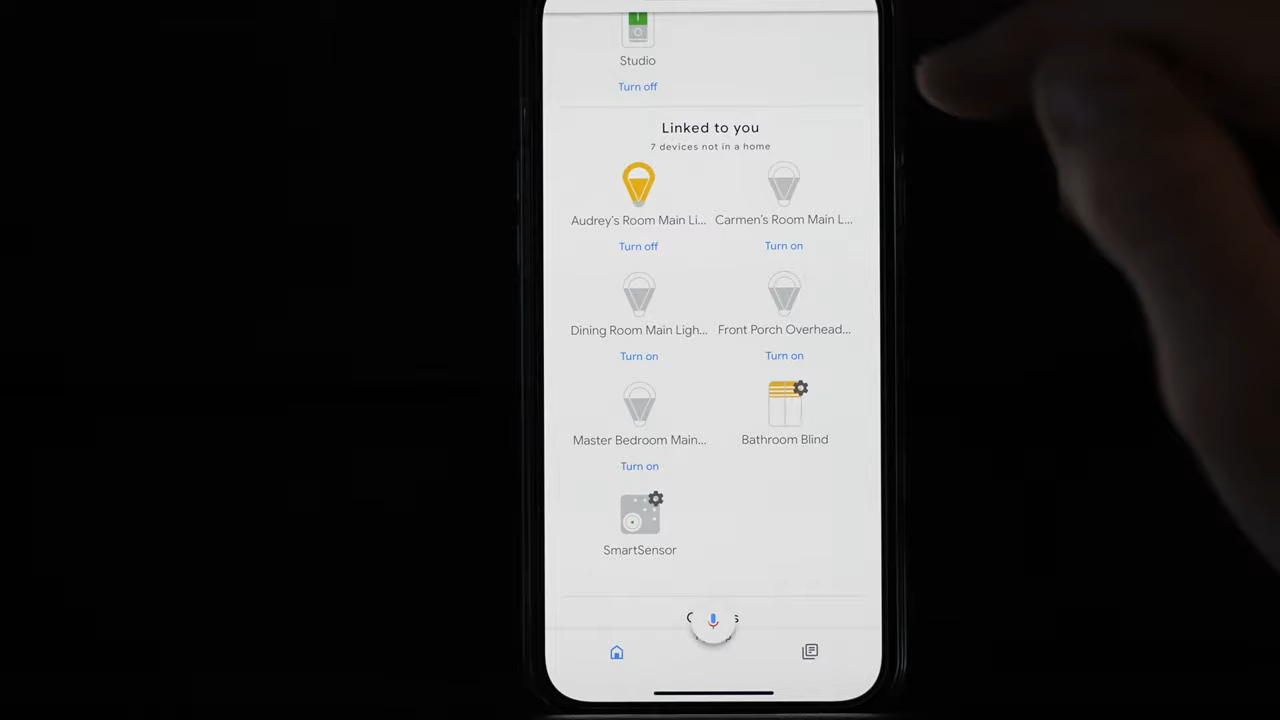 Studio
Turn off
Linked to you
7 devices not in a home
Audrey's Room Main Li... Carmen's Room Main L...
Turn off Turn on
Dining Room Main Ligh... Front Porch Overhead...
Turn on Turn on
Master Bedroom Main... Bathroom Blind
Turn on
SmartSensor